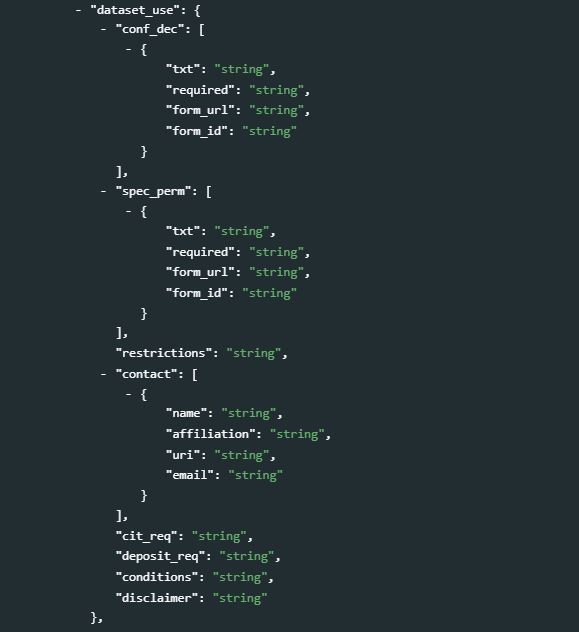 - "dataset_use": {
- "conf_dec": [
- {
"txt": "string",
"required": "string",
"form_url": "string",
"form_id": "string"
}
],
- "spec_perm": [
- {
"txt": "string",
"required": "string",
"form_url": "string",
"form_id": "string"
}
],
"restrictions": "string",
- "contact": [
- {
"name": "string",
"affiliation": "string",
"uri": "string",
"email": "string"
}
],
"cit_req": "string",
"deposit_req": "string",
"conditions": "string",
"disclaimer": "string"
},